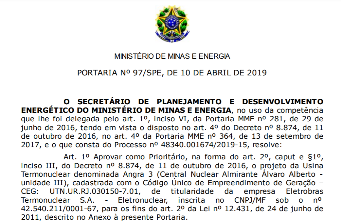 MINISTÉRIO DE MINAS E ENERGIA
PORTARIA Nº 97/SPE, DE 10 DE ABRIL DE 2019
O SECRETÁRIO DE PLANEJAMENTO E DESENVOLVIMENTO
ENERGÉTICO DO MINISTÉRIO DE MINAS E ENERGIA, no uso da competência
que lhe foi delegada pelo art. 1º, inciso VI, da Portaria MME nº 281, de 29 de
junho de 2016, tendo em vista o disposto no art. 4º do Decreto nº 8.874, de 11
de outubro de 2016, no art. 4º da Portaria MME nº 364, de 13 de setembro de
2017, e o que consta do Processo nº 48340.001674/2019-15, resolve:
Art. 1º Aprovar como Prioritário, na forma do art. 2º, caput e §1º,
inciso III, do Decreto nº 8.874, de 11 de outubro de 2016, o projeto da Usina
Termonuclear denominada Angra 3 (Central Nuclear Almirante Álvaro Alberto -
unidade III), cadastrada com o Código Único de Empreendimento de Geração -
CEG: UTN.UR.RJ.030150-7.01, de titularidade da empresa Eletrobras
Termonuclear S.A. - Eletronuclear, inscrita no CNPJ/MF sob o nº
42.540.211/0001-67, para os fins do art. 2º da Lei nº 12.431, de 24 de junho de
2011, descrito no Anexo à presente Portaria.